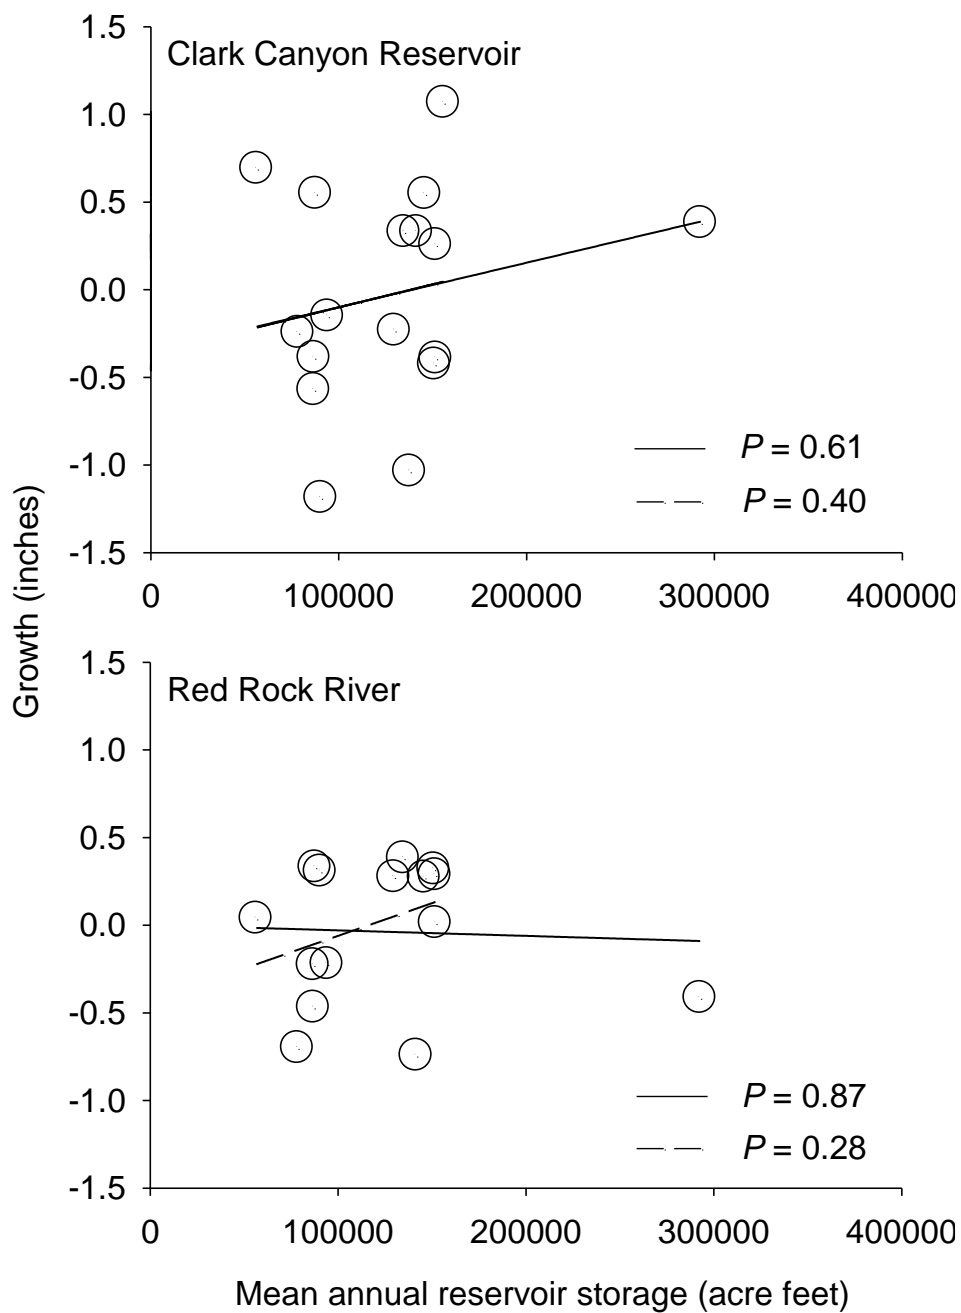 1.5
Clark Canyon Reservoir
1.0
0.5
0.0
-0.5
-1.0
-1.5
P = 0.61
P = 0.40
0 100000 200000 300000 400000
Growth (inches)
1.5
Red Rock River
1.0
0.5
0.0
-0.5
-1.0
-1.5
P = 0.87
P = 0.28
0 100000 200000 300000 400000
Mean annual reservoir storage (acre feet)